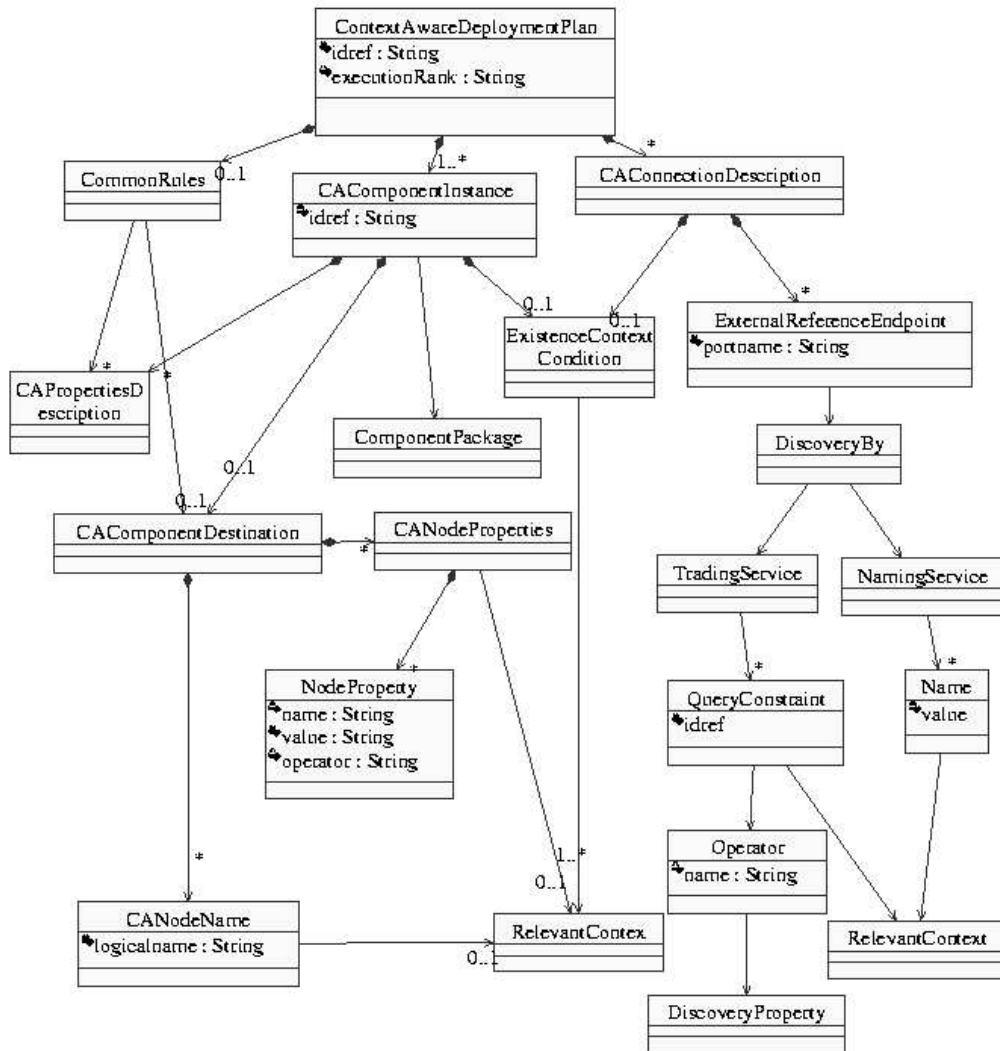 ContextAwareDeploymentPlan
idref : String
executionRank : String
0..1
1..*
*
CommonRules
CAComponentInstance
idref : String
CAConnectionDescription
0..1
0..1
*
ExistenceContext
Condition
ExternalReferenceEndpoint
portname : String
*
*
CAPropertiesD
escription
ComponentPackage
DiscoveryBy
0..1
0..1
CAComponentDestination
*
CANodeProperties
TradingService
NamingService
*
*
*
NodeProperty
name : String
value : String
operator : String
QueryConstraint
idref
Name
value
*
1..*
0..1
Operator
name : String
CANodeName
logicalname : String
0..1
RelevantContex
RelevantContext
DiscoveryProperty